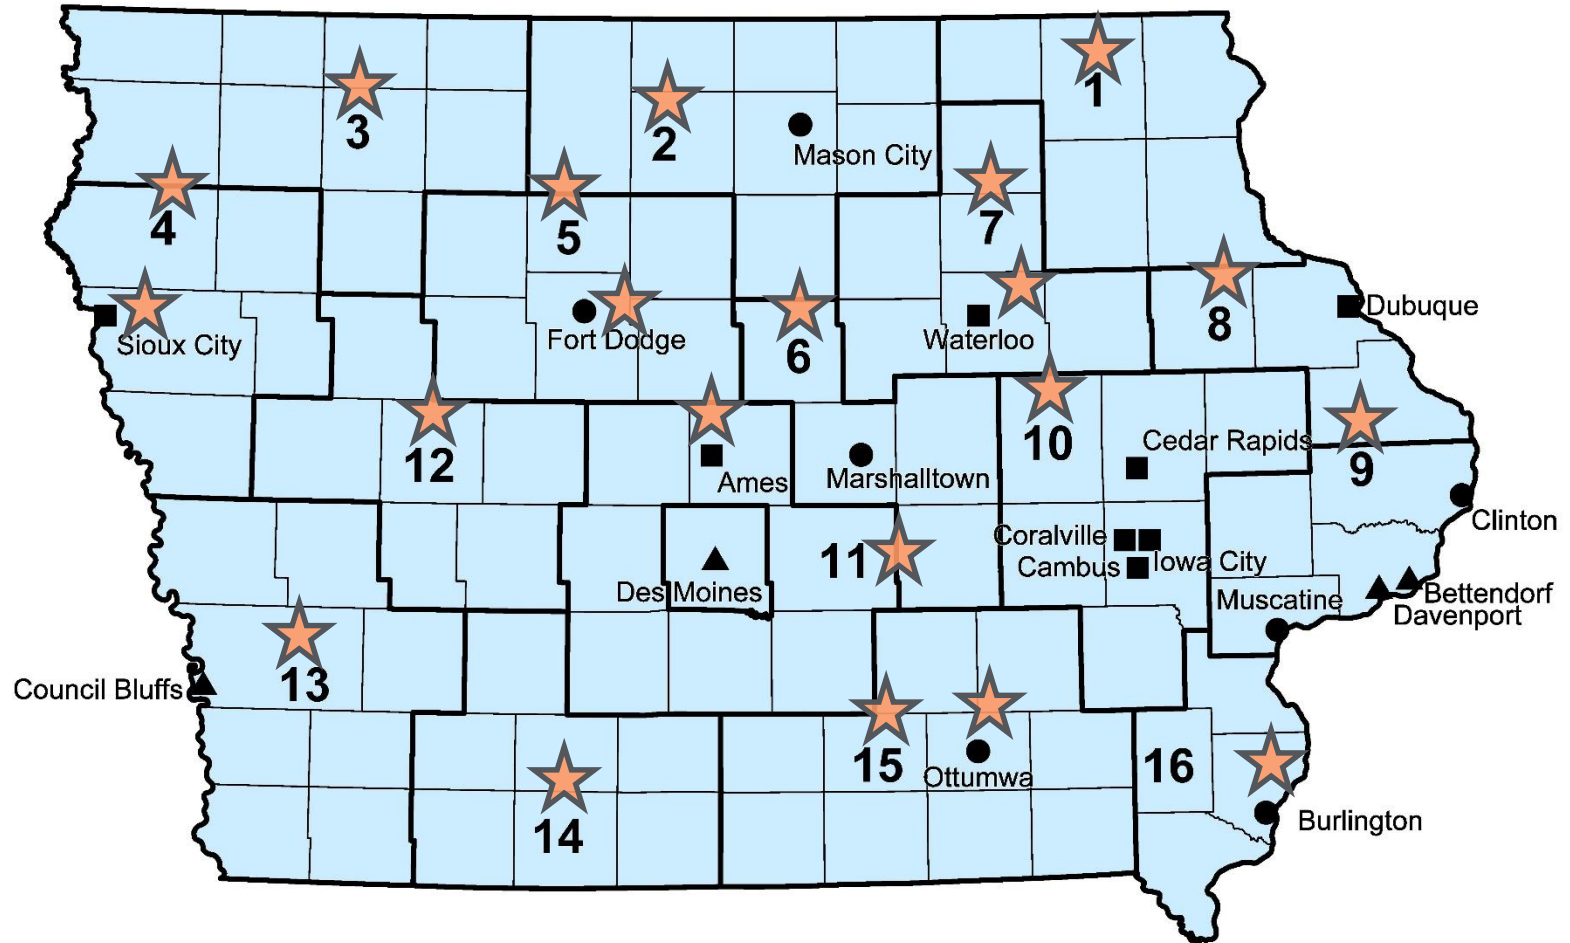 1
3
2
Mason City
4
5
7
8
Dubuque
Sioux City
Fort Dodge
6
Waterloo
12
Ames
Marshalltown
10
Cedar Rapids
9
Clinton
11
Coralville
Iowa City
Cambus
Des Moines
Muscatine
Bettendorf
Davenport
Council Bluffs
13
15
Ottumwa
16
14
Burlington